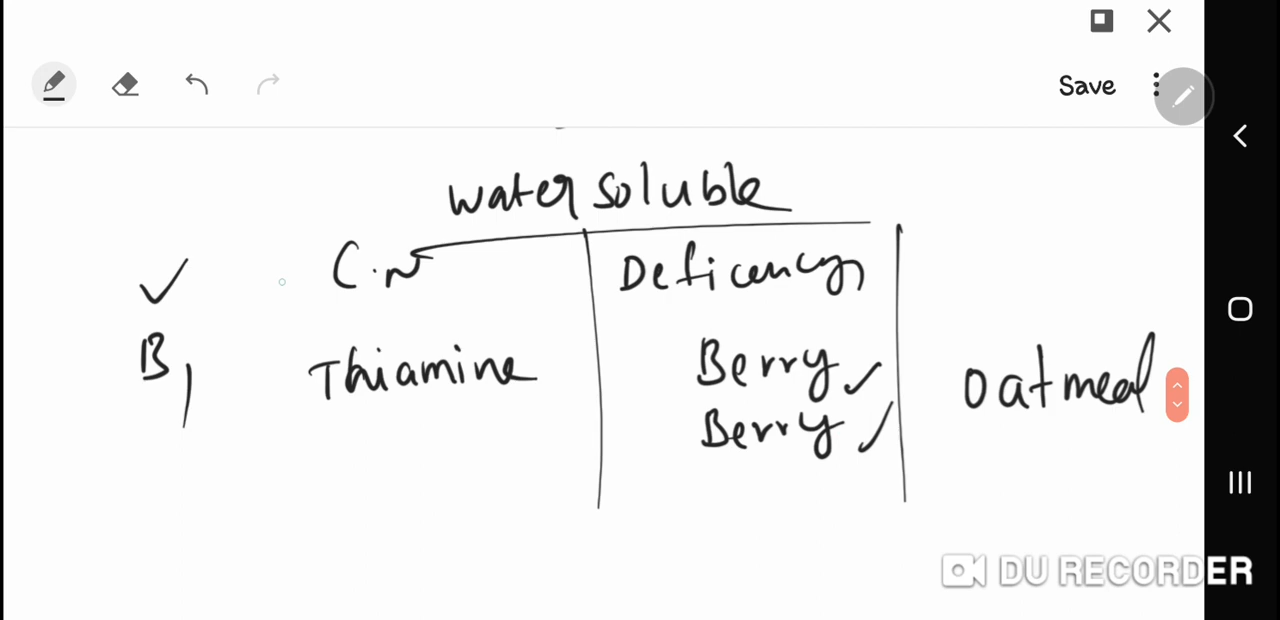 Save
water soluble
C.N Deficency
B1 Thiamine Berry oatmeal
Berry
DU RECORDER